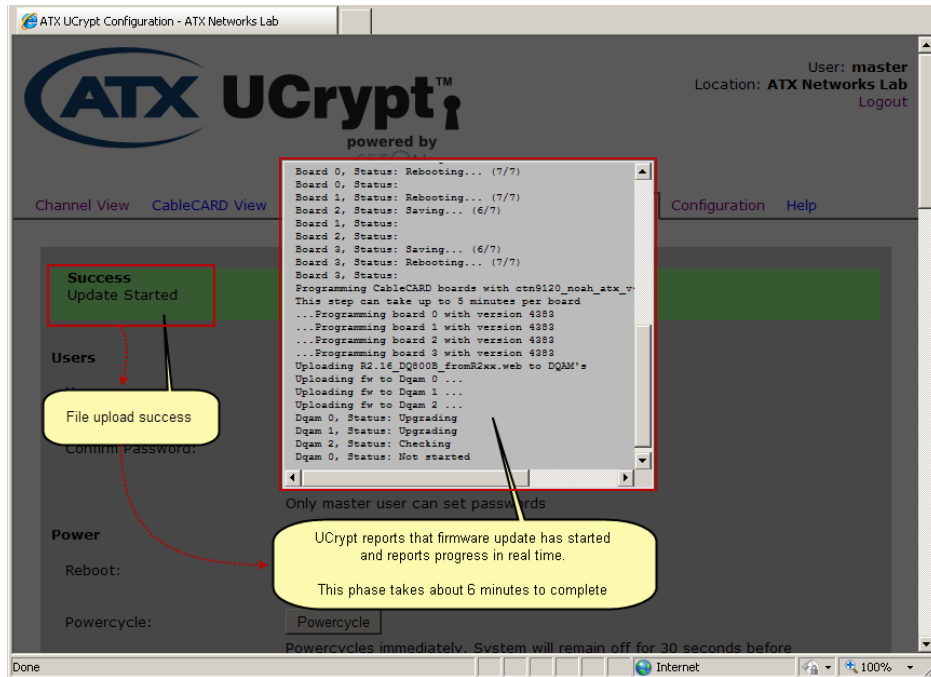 ATX UCrypt Configuration - ATX Networks Lab
User: master
Location: ATX Networks Lab
Logout
ATX UCrypt™
powered by
Channel View CableCARD View Configuration Help
Success
Update Started
Users
File upload success
Confirm Password:
Only master user can set passwords
Board 0, Status: Rebooting... (7/7)
Board 0, Status:
Board 1, Status: Rebooting... (7/7)
Board 2, Status: Saving... (6/7)
Board 1, Status:
Board 2, Status:
Board 3, Status: Saving... (6/7)
Board 3, Status: Rebooting... (7/7)
Board 3, Status:
Programming CableCARD boards with ctn9120_noah_atx_v
This step can take up to 5 minutes per board
...Programming board 0 with version 4383
...Programming board 1 with version 4383
...Programming board 2 with version 4383
...Programming board 3 with version 4383
Uploading R2.16_DQ800B_fromR2xx.web to DQAM's
Uploading fw to Dqam 0 ...
Uploading fw to Dqam 1 ...
Uploading fw to Dqam 2 ...
Dqam 0, Status: Upgrading
Dqam 1, Status: Upgrading
Dqam 2, Status: Checking
Dqam 0, Status: Not started
UCrypt reports that firmware update has started
and reports progress in real time.
This phase takes about 6 minutes to complete
Power
Reboot:
Powercycle: Powercycle
Powercycles immediately. System will remain off for 30 seconds before
Done Internet 100%